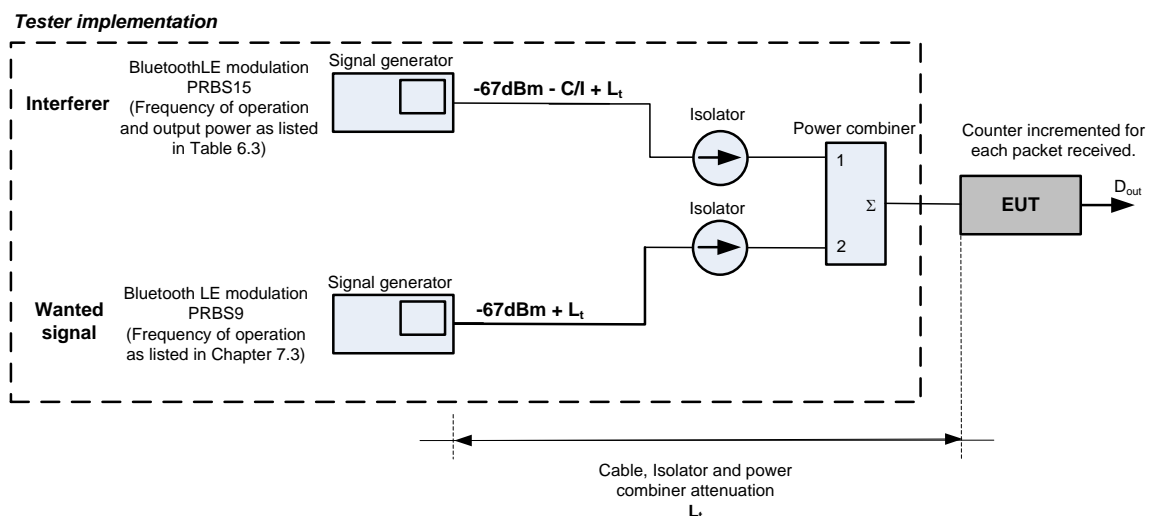 Tester implementation
Interferer
BluetoothLE modulation
PRBS15
(Frequency of operation
and output power as listed
in Table 6.3)
Signal generator
-67dBm - C/I + Lt
Isolator
Power combiner
1
Σ
2
Counter incremented for
each packet received.
EUT
Dout
Isolator
Wanted
signal
Bluetooth LE modulation
PRBS9
(Frequency of operation
as listed in Chapter 7.3)
Signal generator
-67dBm + Lt
Cable, Isolator and power
combiner attenuation
Lt